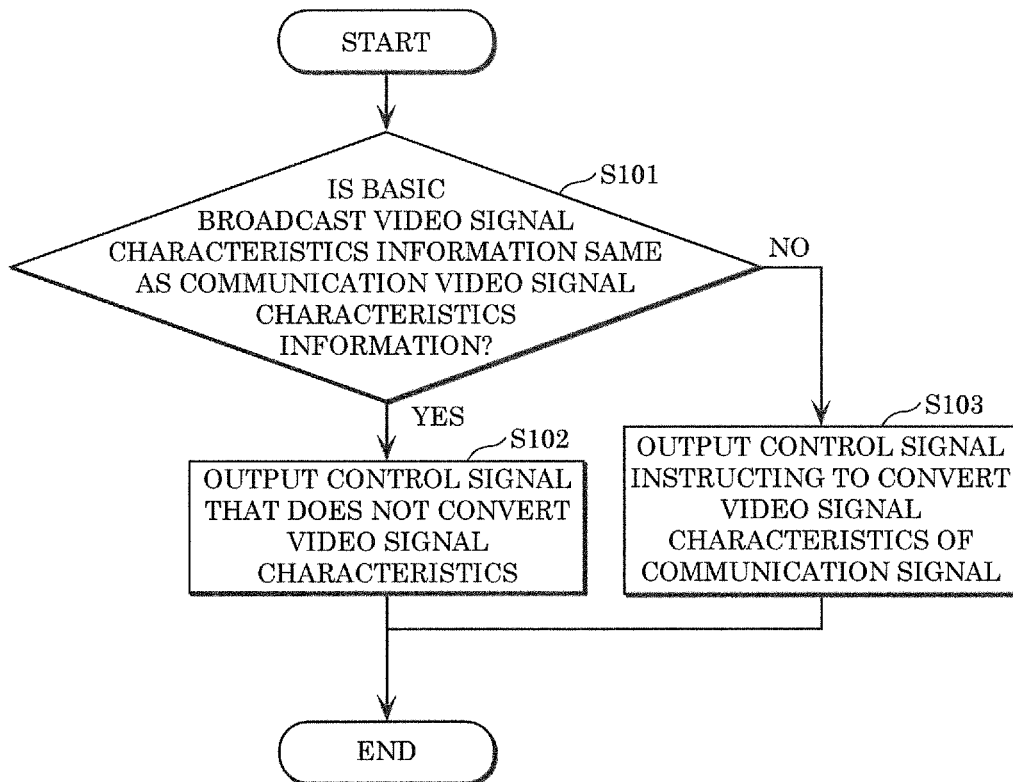 START
S101
IS BASIC
BROADCAST VIDEO SIGNAL
CHARACTERISTICS INFORMATION SAME
AS COMMUNICATION VIDEO SIGNAL
CHARACTERISTICS
INFORMATION?
NO
YES
S102
OUTPUT CONTROL SIGNAL
THAT DOES NOT CONVERT
VIDEO SIGNAL
CHARACTERISTICS
S103
OUTPUT CONTROL SIGNAL
INSTRUCTING TO CONVERT
VIDEO SIGNAL
CHARACTERISTICS OF
COMMUNICATION SIGNAL
END